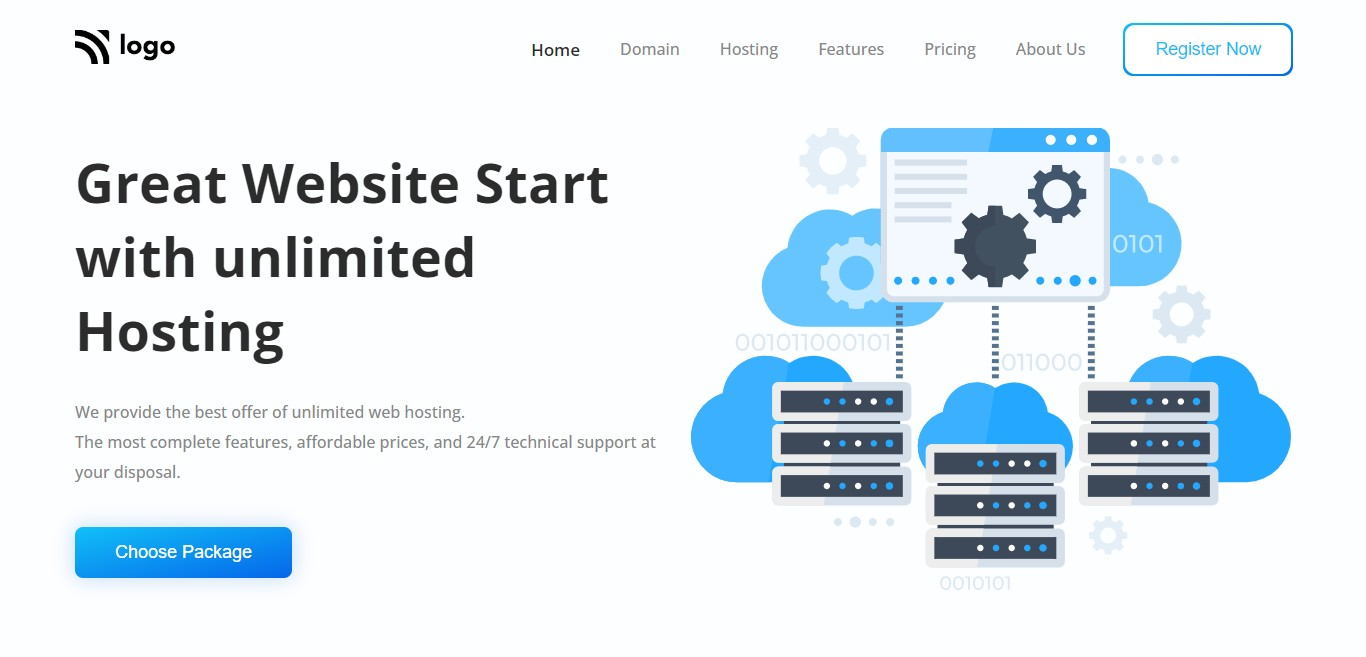 logo
Home Domain Hosting Features Pricing About Us Register Now
Great Website Start
with unlimited
Hosting
We provide the best offer of unlimited web hosting.
The most complete features, affordable prices, and 24/7 technical support at
your disposal.
Choose Package
0101
001011000101
011000
0010101